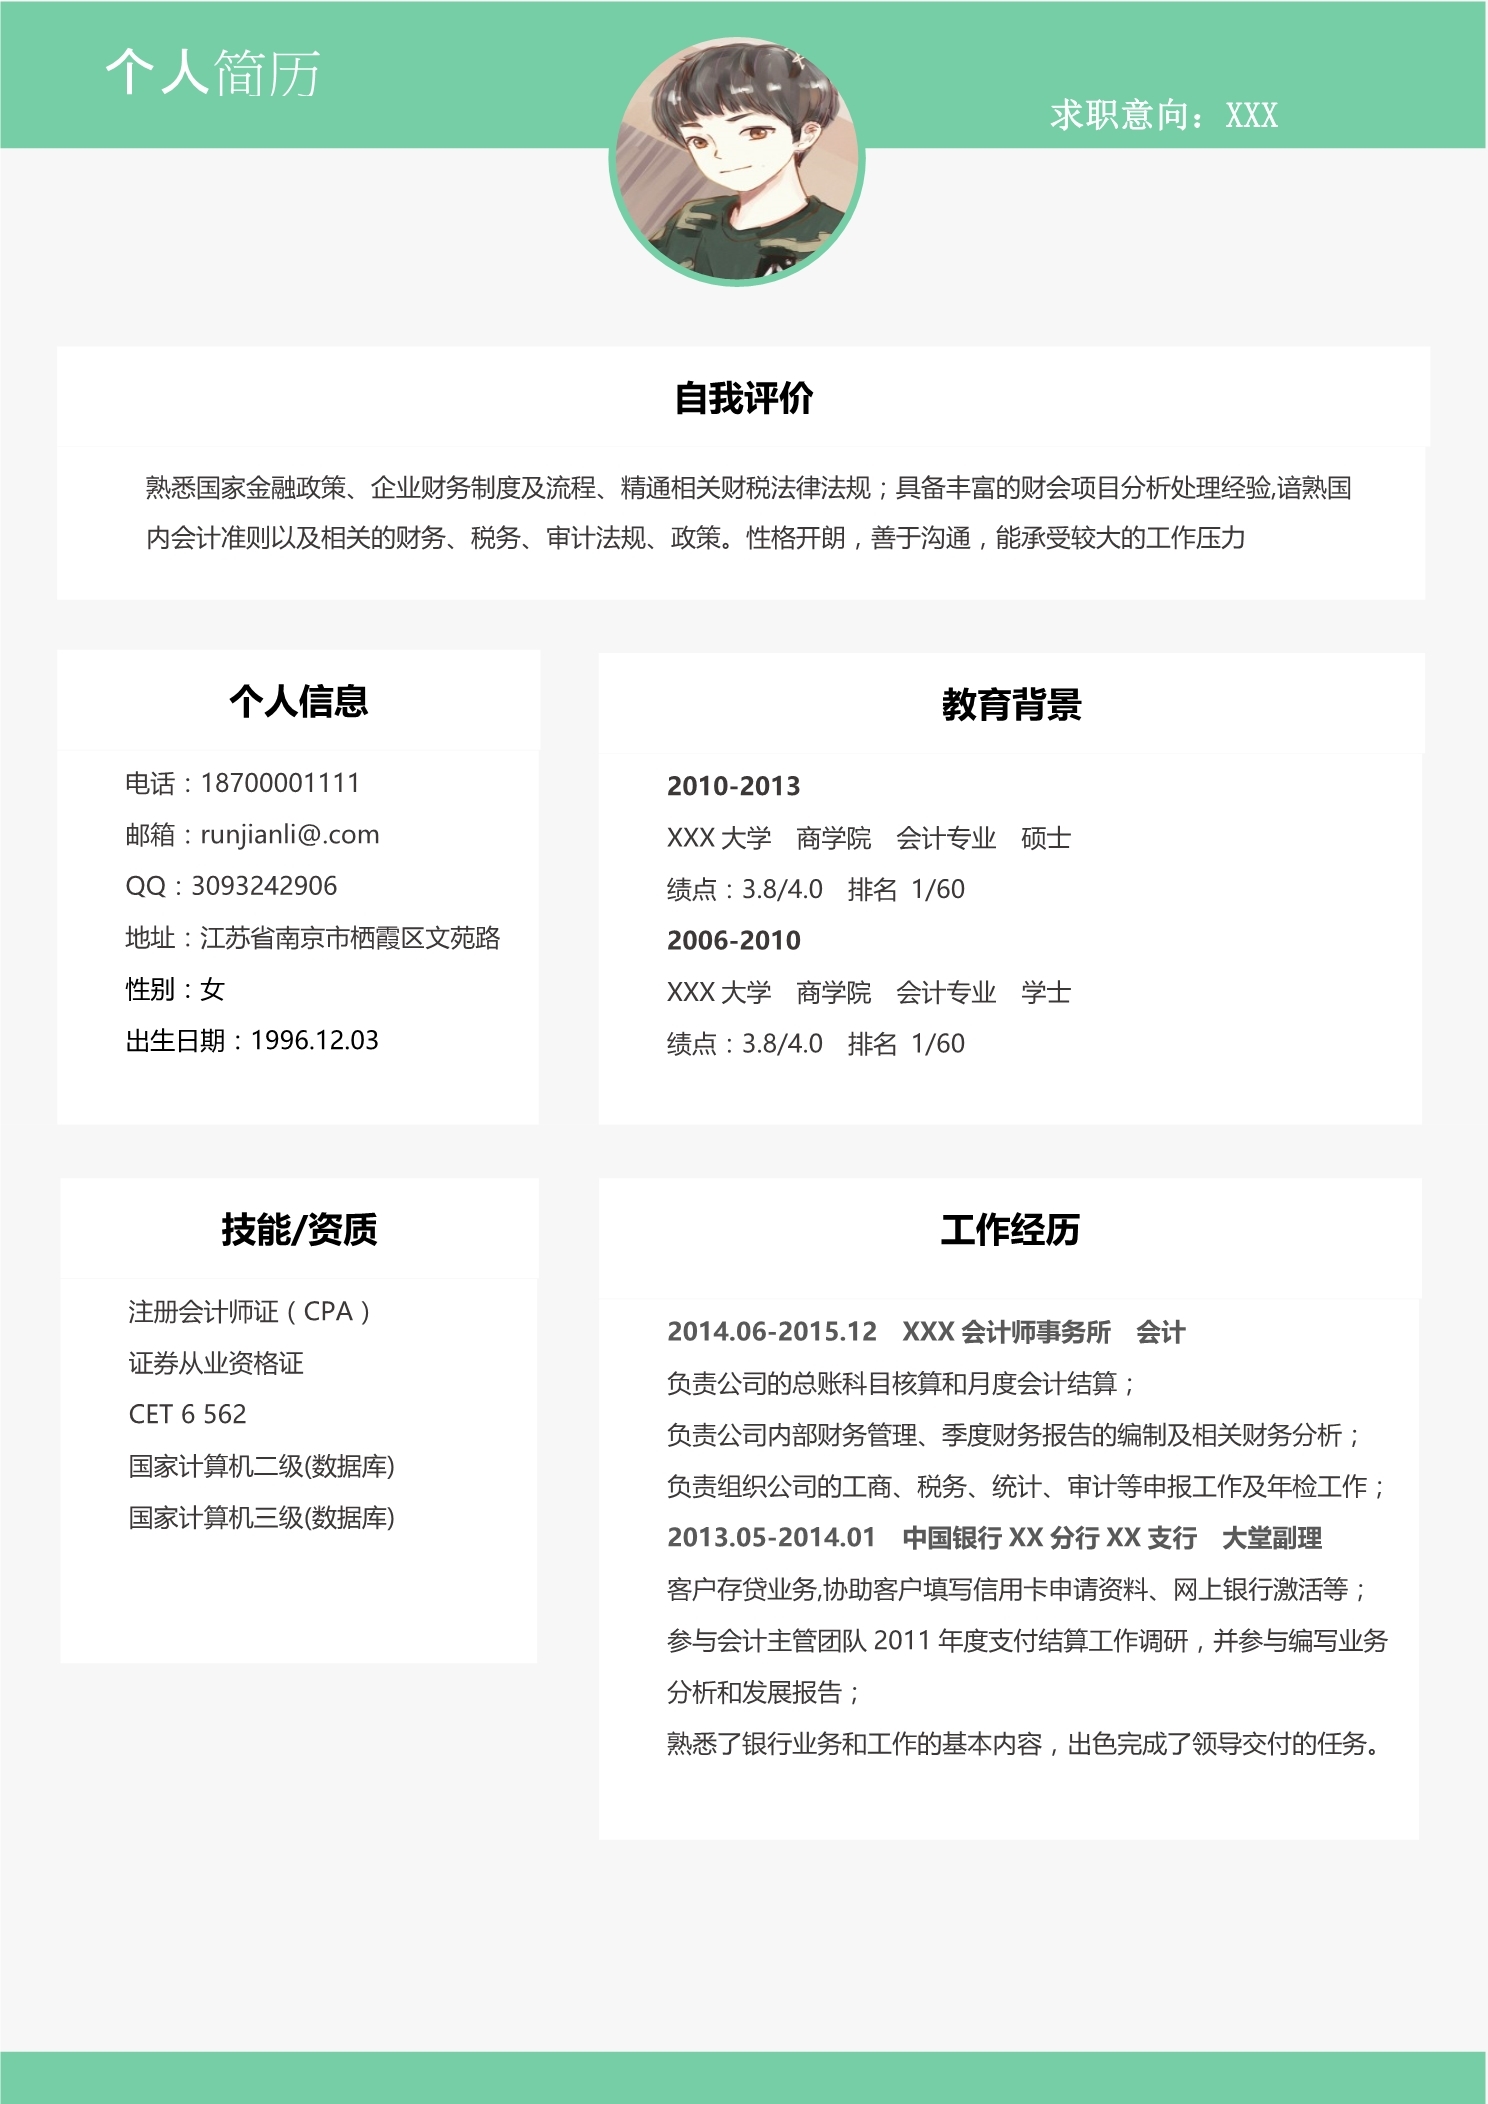 个人简历
求职意向：XXX
自我评价
熟悉国家金融政策、企业财务制度及流程、精通相关财税法律法规；具备丰富的财会项目分析处理经验,谙熟国
内会计准则以及相关的财务、税务、审计法规、政策。性格开朗，善于沟通，能承受较大的工作压力
个人信息
电话：18700001111
邮箱：runjianli@.com
QQ：3093242906
地址：江苏省南京市栖霞区文苑路
性别：女
出生日期：1996.12.03
教育背景
2010-2013
XXX 大学　商学院　会计专业　硕士
绩点：3.8/4.0　排名 1/60
2006-2010
XXX 大学　商学院　会计专业　学士
绩点：3.8/4.0　排名 1/60
技能/资质
注册会计师证（CPA）
证券从业资格证
CET 6 562
国家计算机二级(数据库)
国家计算机三级(数据库)
工作经历
2014.06-2015.12　XXX 会计师事务所　会计
负责公司的总账科目核算和月度会计结算；
负责公司内部财务管理、季度财务报告的编制及相关财务分析；
负责组织公司的工商、税务、统计、审计等申报工作及年检工作；
2013.05-2014.01　中国银行 XX 分行 XX 支行　大堂副理
客户存贷业务,协助客户填写信用卡申请资料、网上银行激活等；
参与会计主管团队 2011 年度支付结算工作调研，并参与编写业务
分析和发展报告；
熟悉了银行业务和工作的基本内容，出色完成了领导交付的任务。